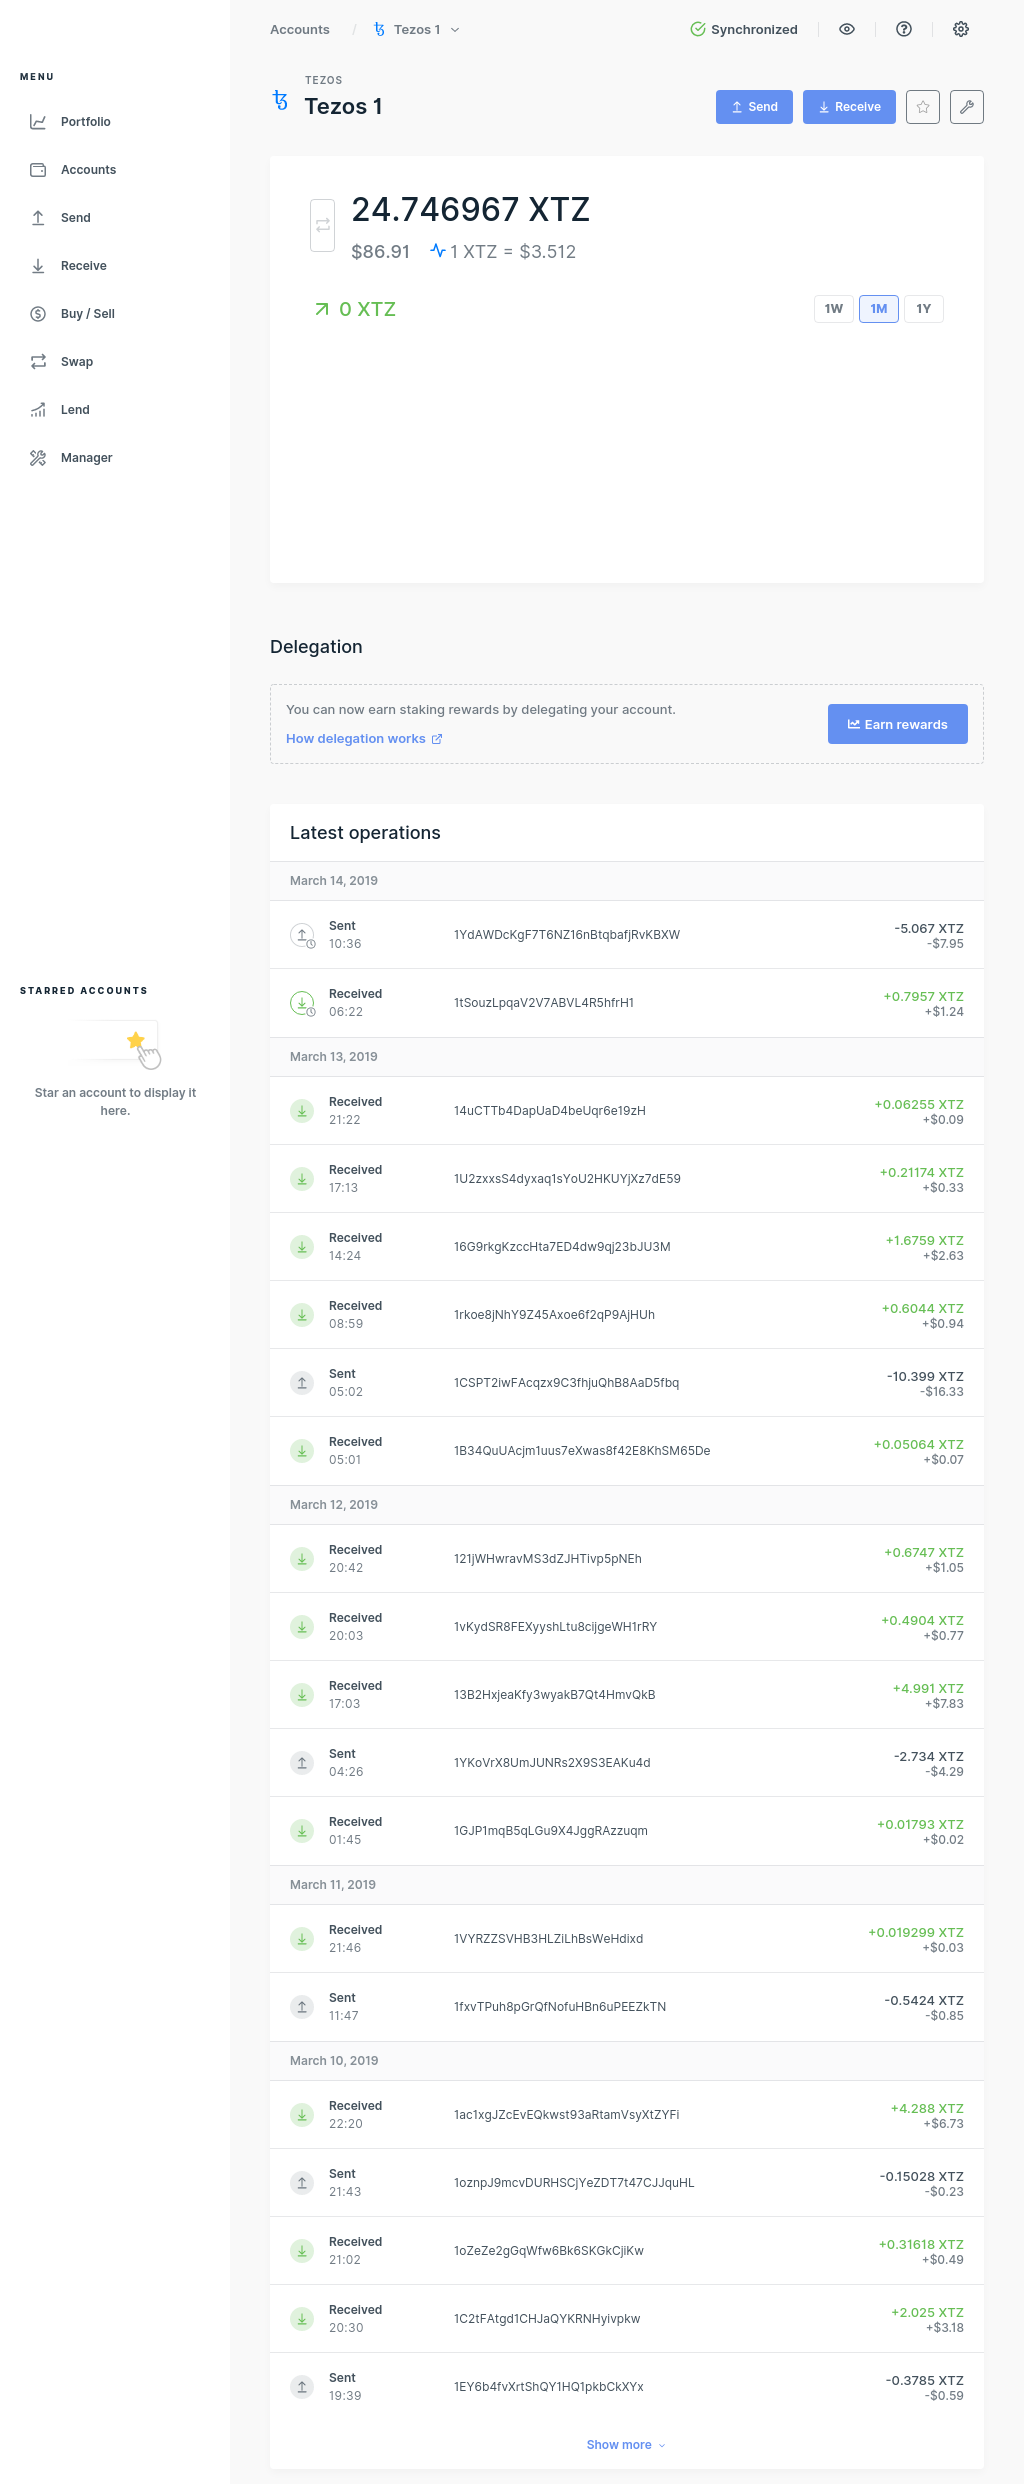 Accounts / Tezos 1
Synchronized
MENU
Portfolio
Accounts
Send
Receive
Buy / Sell
Swap
Lend
Manager
STARRED ACCOUNTS
Star an account to display it
here.
TEZOS
Tezos 1
Send
Receive
24.746967 XTZ
$86.91
1 XTZ = $3.512
0 XTZ
1W
1M
1Y
Delegation
You can now earn staking rewards by delegating your account.
How delegation works
Earn rewards
Latest operations
March 14, 2019
Sent
10:36
1YdAWDcKgF7T6NZ16nBtqbafjRvKBXW
-5.067 XTZ
-$7.95
Received
06:22
1tSouzLpqaV2V7ABVL4R5hfrH1
+0.7957 XTZ
+$1.24
March 13, 2019
Received
21:22
14uCTTb4DapUaD4beUqr6e19zH
+0.06255 XTZ
+$0.09
Received
17:13
1U2zxxsS4dyxaq1sYoU2HKUYjXz7dE59
+0.21174 XTZ
+$0.33
Received
14:24
16G9rkgKzccHta7ED4dw9qj23bJU3M
+1.6759 XTZ
+$2.63
Received
08:59
1rkoe8jNhY9Z45Axoe6f2qP9AjHUh
+0.6044 XTZ
+$0.94
Sent
05:02
1CSPT2iwFAcqzx9C3fhjuQhB8AaD5fbq
-10.399 XTZ
-$16.33
Received
05:01
1B34QuUAcjm1uus7eXwas8f42E8KhSM65De
+0.05064 XTZ
+$0.07
March 12, 2019
Received
20:42
121jWHwravMS3dZJHTivp5pNEh
+0.6747 XTZ
+$1.05
Received
20:03
1vKydSR8FEXyyshLtu8cijgeWH1rRY
+0.4904 XTZ
+$0.77
Received
17:03
13B2HxjeaKfy3wyakB7Qt4HmvQkB
+4.991 XTZ
+$7.83
Sent
04:26
1YKoVrX8UmJUNRs2X9S3EAKu4d
-2.734 XTZ
-$4.29
Received
01:45
1GJP1mqB5qLGu9X4JggRAzzuqm
+0.01793 XTZ
+$0.02
March 11, 2019
Received
21:46
1VYRZZSVHB3HLZiLhBsWeHdixd
+0.019299 XTZ
+$0.03
Sent
11:47
1fxvTPuh8pGrQfNofuHBn6uPEEZkTN
-0.5424 XTZ
-$0.85
March 10, 2019
Received
22:20
1ac1xgJZcEvEQkwst93aRtamVsyXtZYFi
+4.288 XTZ
+$6.73
Sent
21:43
1oznpJ9mcvDURHSCjYeZDT7t47CJJquHL
-0.15028 XTZ
-$0.23
Received
21:02
1oZeZe2gGqWfw6Bk6SKGkCjiKw
+0.31618 XTZ
+$0.49
Received
20:30
1C2tFAtgd1CHJaQYKRNHyivpkw
+2.025 XTZ
+$3.18
Sent
19:39
1EY6b4fvXrtShQY1HQ1pkbCkXYx
-0.3785 XTZ
-$0.59
Show more